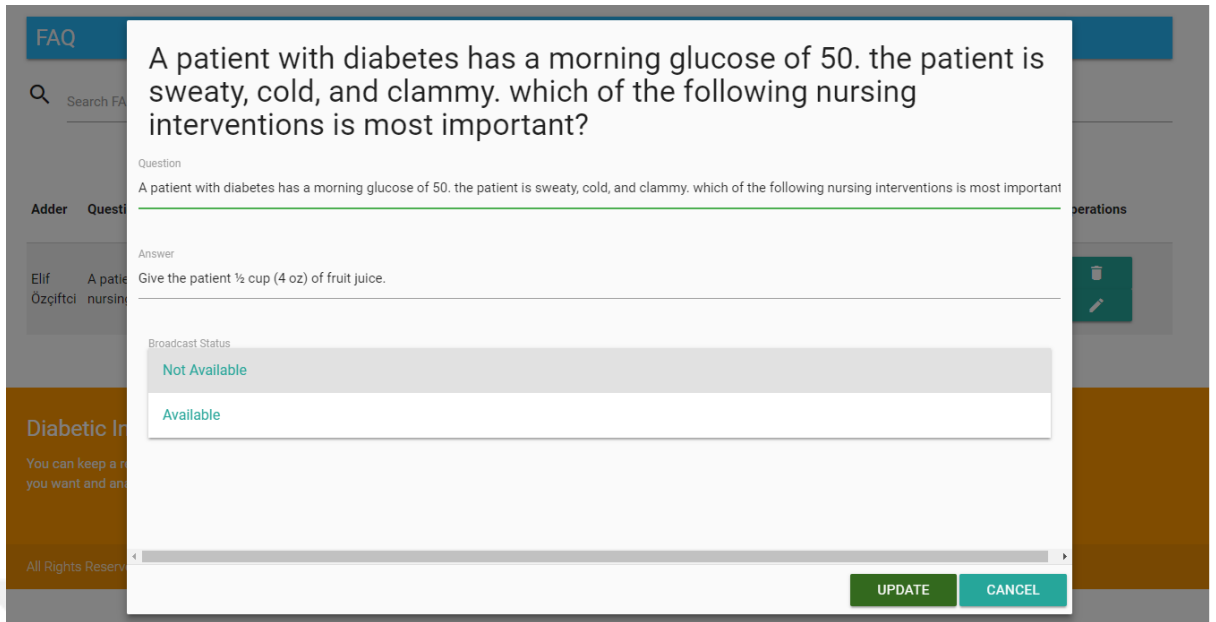 FAQ
A patient with diabetes has a morning glucose of 50. the patient is
sweaty, cold, and clammy. which of the following nursing
interventions is most important?
Search FA
Question
A patient with diabetes has a morning glucose of 50. the patient is sweaty, cold, and clammy. which of the following nursing interventions is most important
Adder Questi perations
Answer
Give the patient ½ cup (4 oz) of fruit juice.
Elif A patie
Özçiftci nursing
Broadcast Status
Not Available
Available
Diabetic In
You can keep a re
you want and ana
All Rights Reserv
UPDATE CANCEL